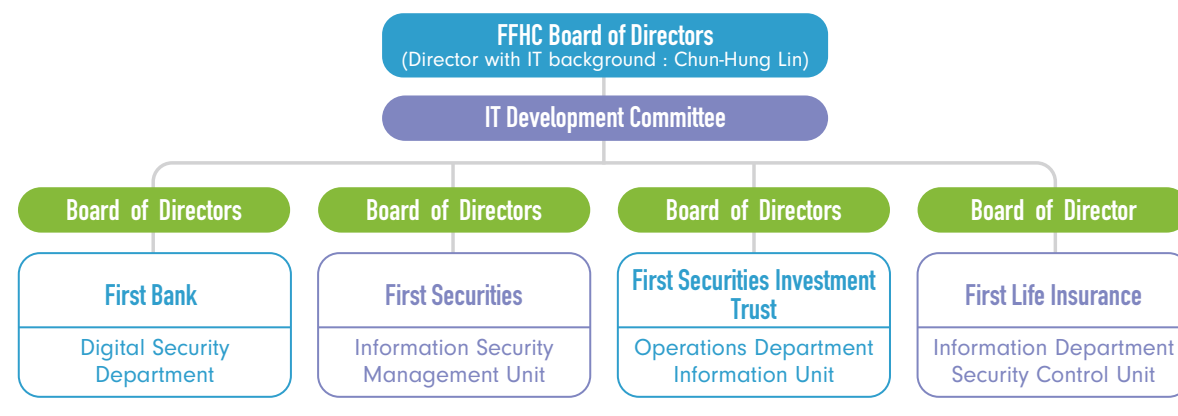 FFHC Board of Directors
(Director with IT background : Chun-Hung Lin)
IT Development Committee
Board of Directors
Board of Directors
Board of Directors
Board of Director
First Bank
Digital Security
Department
First Securities
Information Security
Management Unit
First Securities Investment
Trust
Operations Department
Information Unit
First Life Insurance
Information Department
Security Control Unit